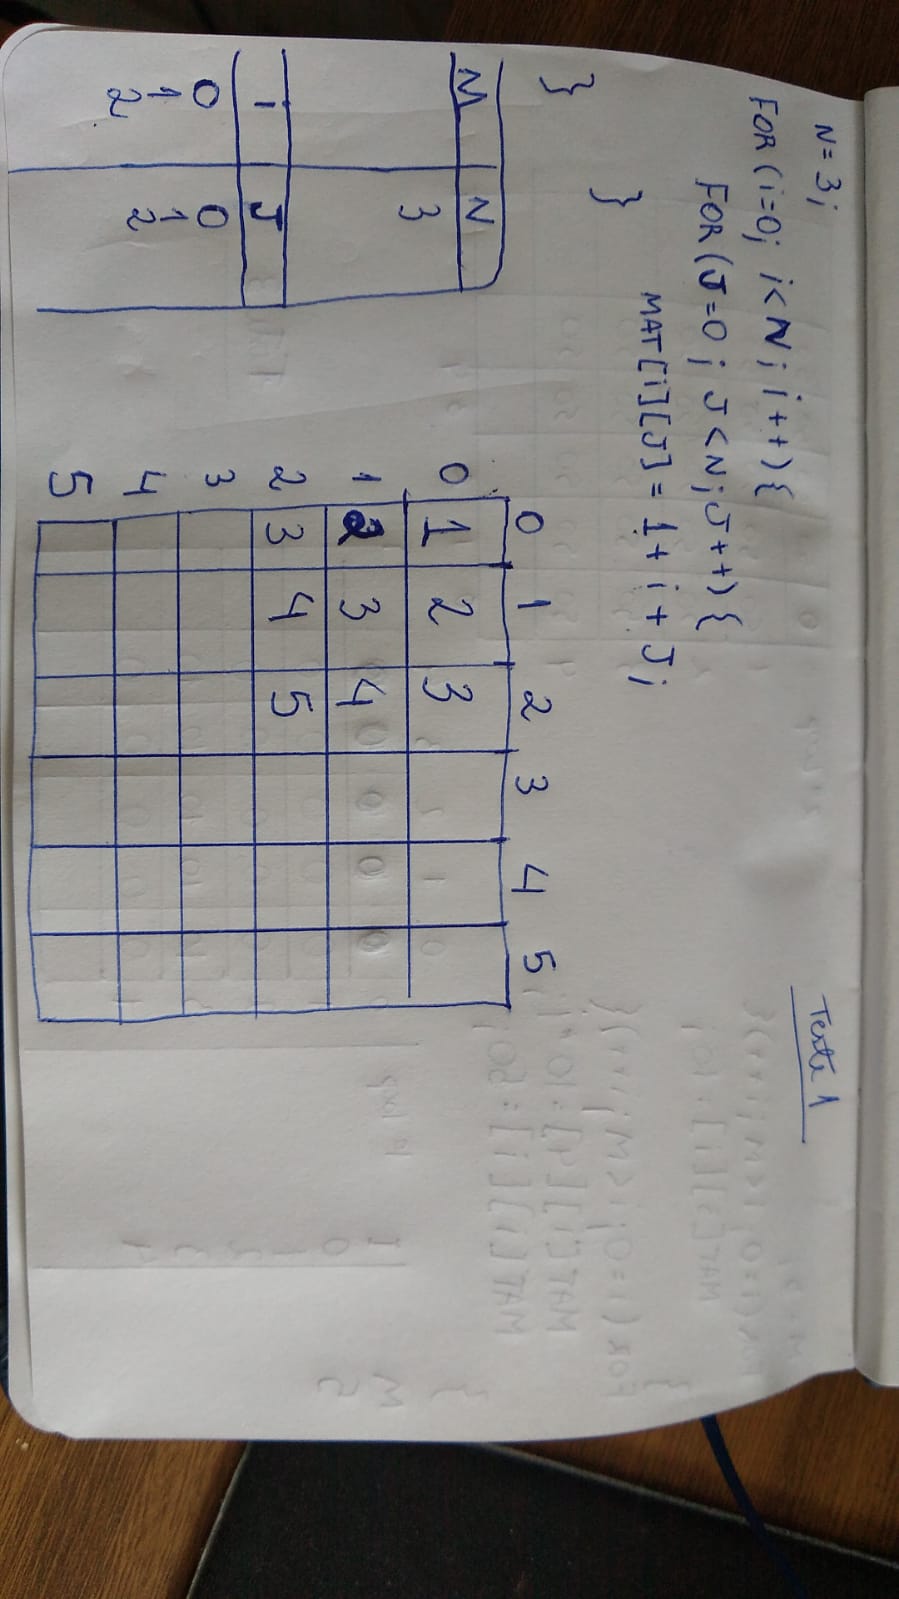 Teste 1
N=3;
FOR (i=0; i<N; i++){
FOR (J=0; J<N; J++){
MAT[i][J] = 1 + i + J;
}
}
M N
3
i J
0 0
1 1
2 2
0 1 2 3 4 5
0 1 2 3
1 2 3 4
2 3 4 5
3
4
5